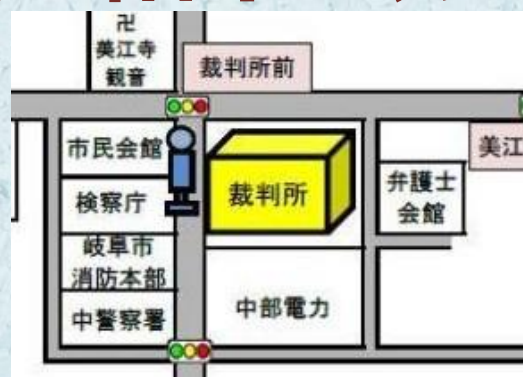 卍
美江寺
観音
裁判所前
市民会館
裁判所
美江
検察庁
弁護士
会館
岐阜市
消防本部
中部電力
中警察署